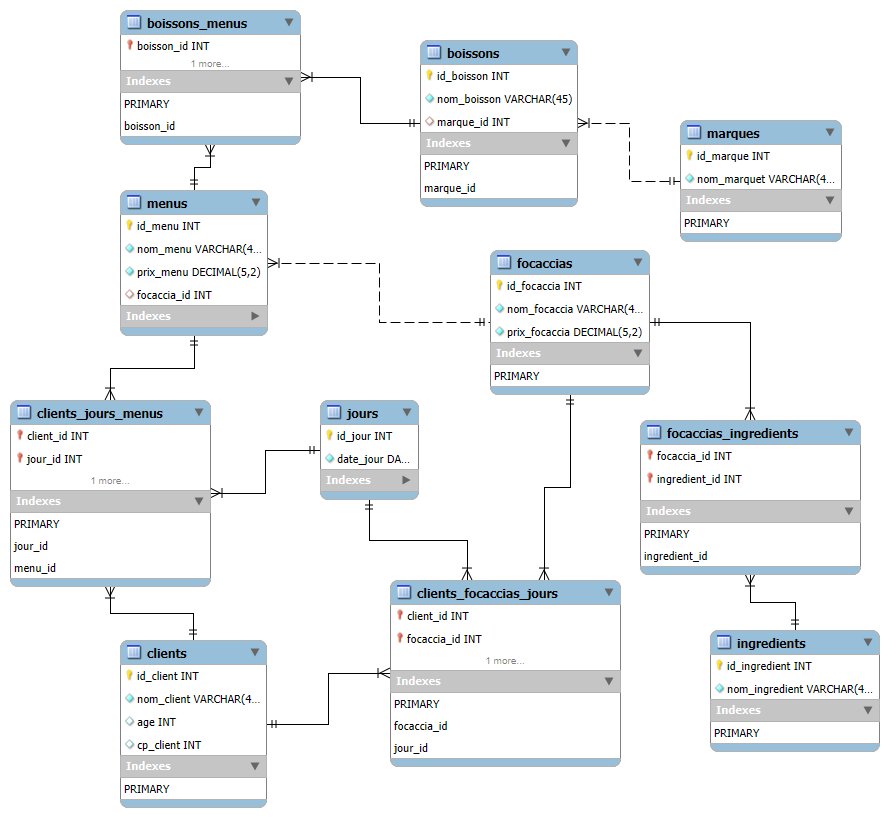 boissons_menus
boisson_id INT
1 more...
Indexes
PRIMARY
boisson_id
boissons
id_boisson INT
nom_boisson VARCHAR(45)
marque_id INT
Indexes
PRIMARY
marque_id
marques
id_marque INT
nom_marquet VARCHAR(4...
Indexes
PRIMARY
menus
id_menu INT
nom_menu VARCHAR(4...
prix_menu DECIMAL(5,2)
focaccia_id INT
Indexes
focaccias
id_focaccia INT
nom_focaccia VARCHAR(4...
prix_focaccia DECIMAL(5,2)
Indexes
PRIMARY
clients_jours_menus
client_id INT
jour_id INT
1 more...
Indexes
PRIMARY
jour_id
menu_id
jours
id_jour INT
date_jour DA...
Indexes
focaccias_ingredients
focaccia_id INT
ingredient_id INT
Indexes
PRIMARY
ingredient_id
clients_focaccias_jours
client_id INT
focaccia_id INT
1 more...
Indexes
PRIMARY
focaccia_id
jour_id
clients
id_client INT
nom_client VARCHAR(4...
age INT
cp_client INT
Indexes
PRIMARY
ingredients
id_ingredient INT
nom_ingredient VARCHAR(4...
Indexes
PRIMARY